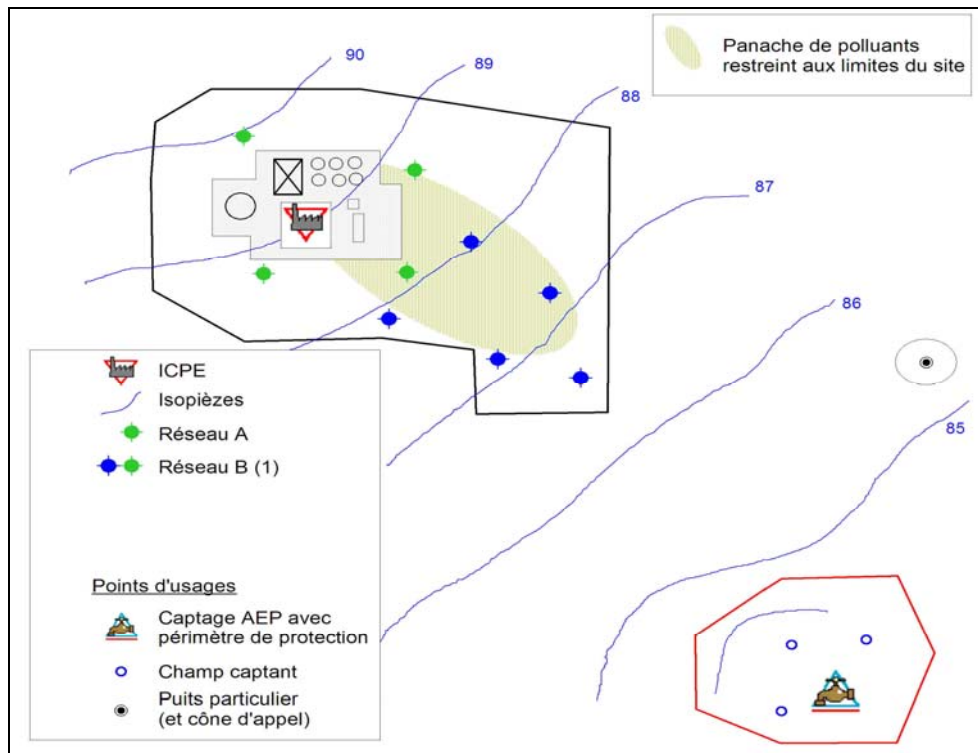 90
89
88
87
86
85
Panache de polluants
restreint aux limites du site
ICPE
Isopièzes
Réseau A
Réseau B (1)
Points d'usages
Captage AEP avec
périmètre de protection
Champ captant
Puits particulier
(et cône d'appel)